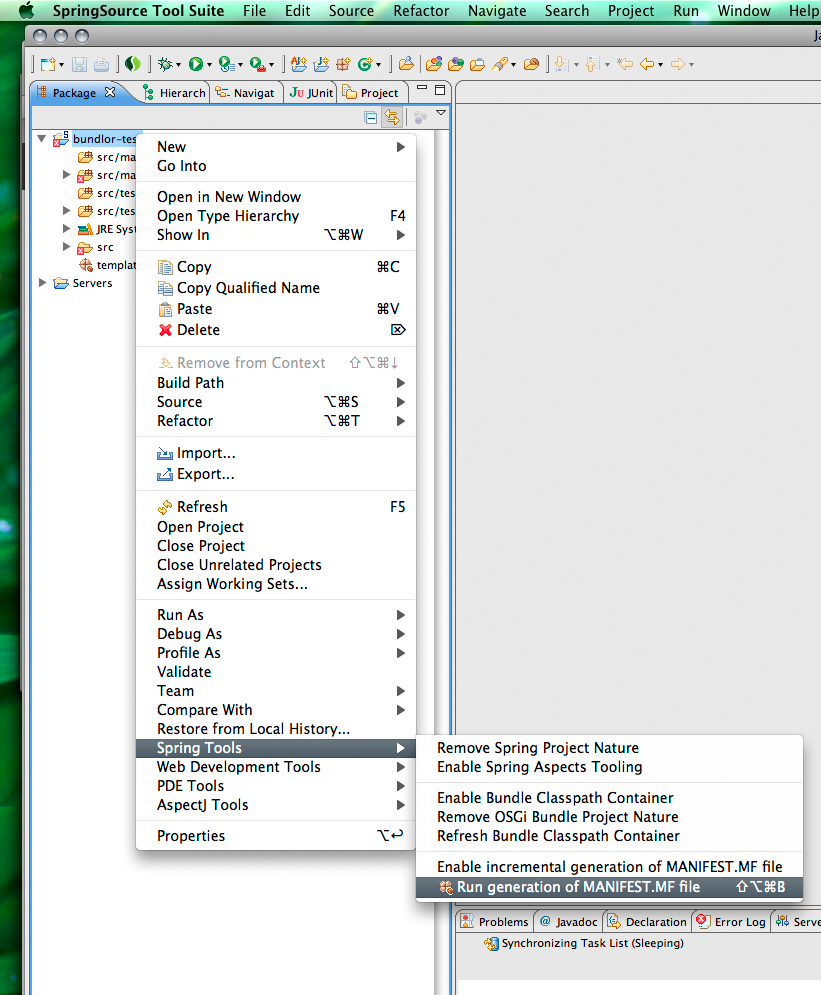 SpringSource Tool Suite File Edit Source Refactor Navigate Search Project Run Window Help
Ja
Package Hierarch Navigat JUnit Project
bundlor-tes
src/ma
src/ma
src/tes
src/tes
JRE Syst
src
templat
Servers
New
Go Into
Open in New Window
Open Type Hierarchy F4
Show In ⌥⌘W
Copy ⌘C
Copy Qualified Name
Paste ⌘V
Delete ⌦
Remove from Context ⇧⌥⌘↓
Build Path
Source ⌥⌘S
Refactor ⌥⌘T
Import...
Export...
Refresh F5
Open Project
Close Project
Close Unrelated Projects
Assign Working Sets...
Run As
Debug As
Profile As
Validate
Team
Compare With
Restore from Local History...
Spring Tools
Web Development Tools
PDE Tools
AspectJ Tools
Properties ⌥↩
Remove Spring Project Nature
Enable Spring Aspects Tooling
Enable Bundle Classpath Container
Remove OSGi Bundle Project Nature
Refresh Bundle Classpath Container
Enable incremental generation of MANIFEST.MF file
Run generation of MANIFEST.MF file ⇧⌥⌘B
Problems @ Javadoc Declaration Error Log Serve
Synchronizing Task List (Sleeping)